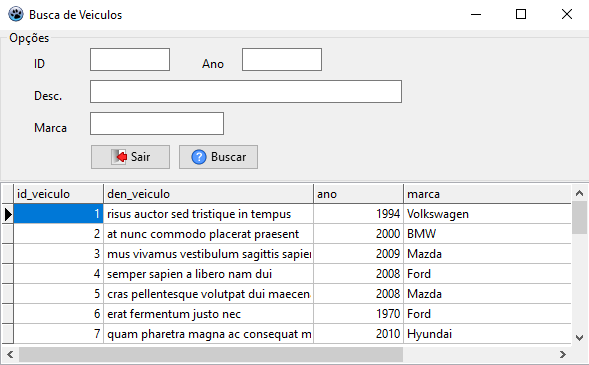 Busca de Veiculos
Opções
ID Ano
Desc.
Marca
Sair Buscar
id_veiculo den_veiculo ano marca
1 risus auctor sed tristique in tempus 1994 Volkswagen
2 at nunc commodo placerat praesent 2000 BMW
3 mus vivamus vestibulum sagittis sapien 2009 Mazda
4 semper sapien a libero nam dui 2008 Ford
5 cras pellentesque volutpat dui maecen 2008 Mazda
6 erat fermentum justo nec 1970 Ford
7 quam pharetra magna ac consequat m 2010 Hyundai